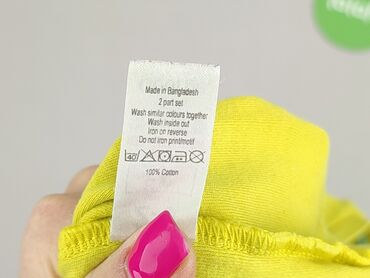 Made in Bangladesh
2 part set
Wash similar colours together
Wash inside out
Iron on reverse
Do not iron print/motif
40
100% Cotton